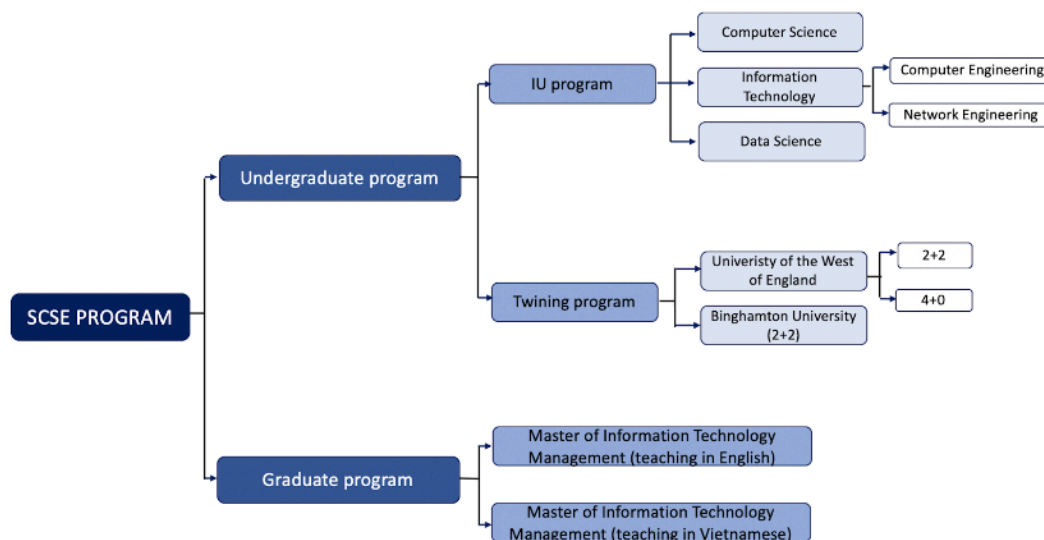 Computer Science
IU program
Information
Technology
Computer Engineering
Network Engineering
Data Science
Undergraduate program
Univeristy of the West
of England
2+2
4+0
Twining program
Binghamton University
(2+2)
SCSE PROGRAM
Master of Information Technology
Management (teaching in English)
Graduate program
Master of Information Technology
Management (teaching in Vietnamese)